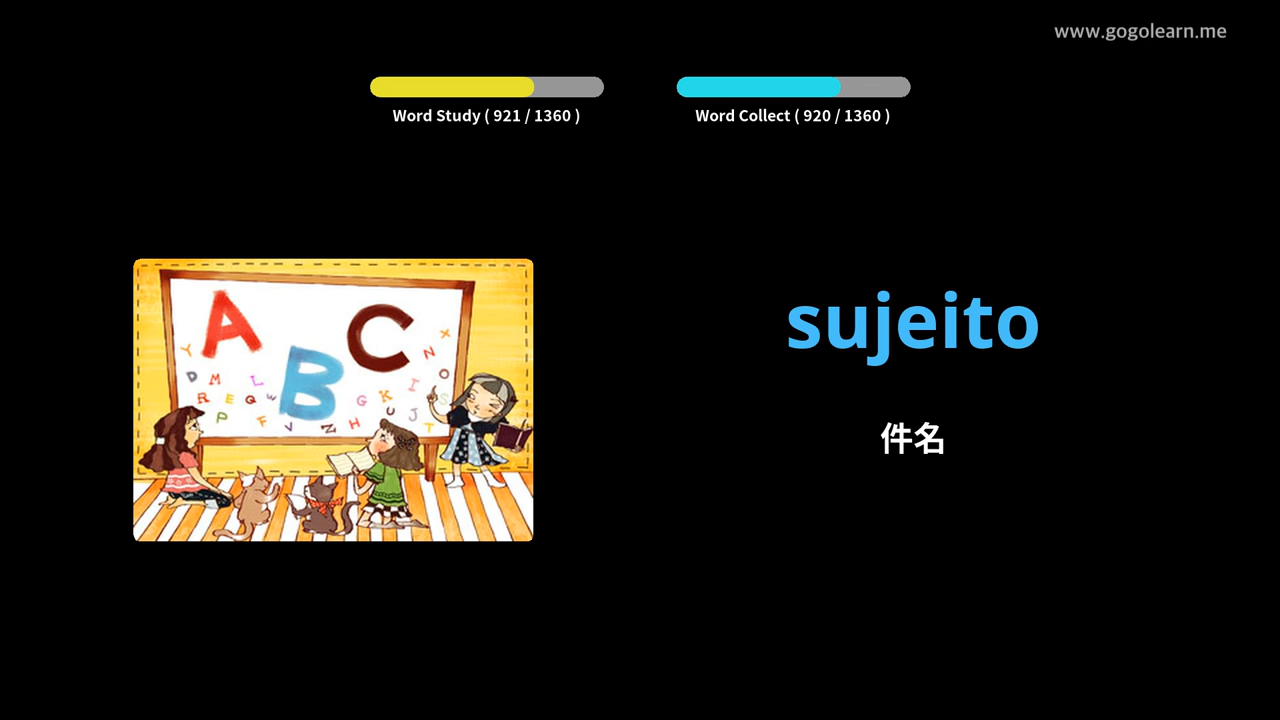 www.gogolearn.me
Word Study ( 921 / 1360 )
Word Collect ( 920 / 1360 )
A
B
C
X
Y
N
D M L I O
R E Q W G K S
P F V Z H U J T
sujeito
件名